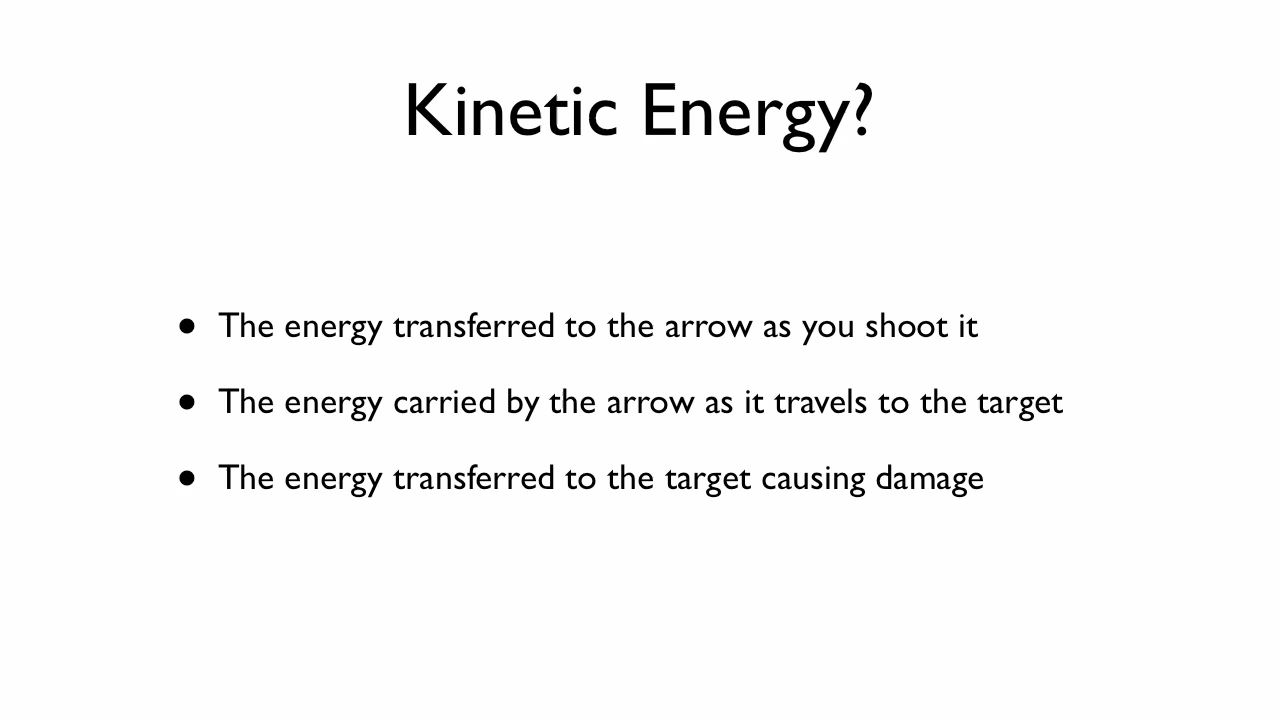 Kinetic Energy?
• The energy transferred to the arrow as you shoot it
• The energy carried by the arrow as it travels to the target
• The energy transferred to the target causing damage